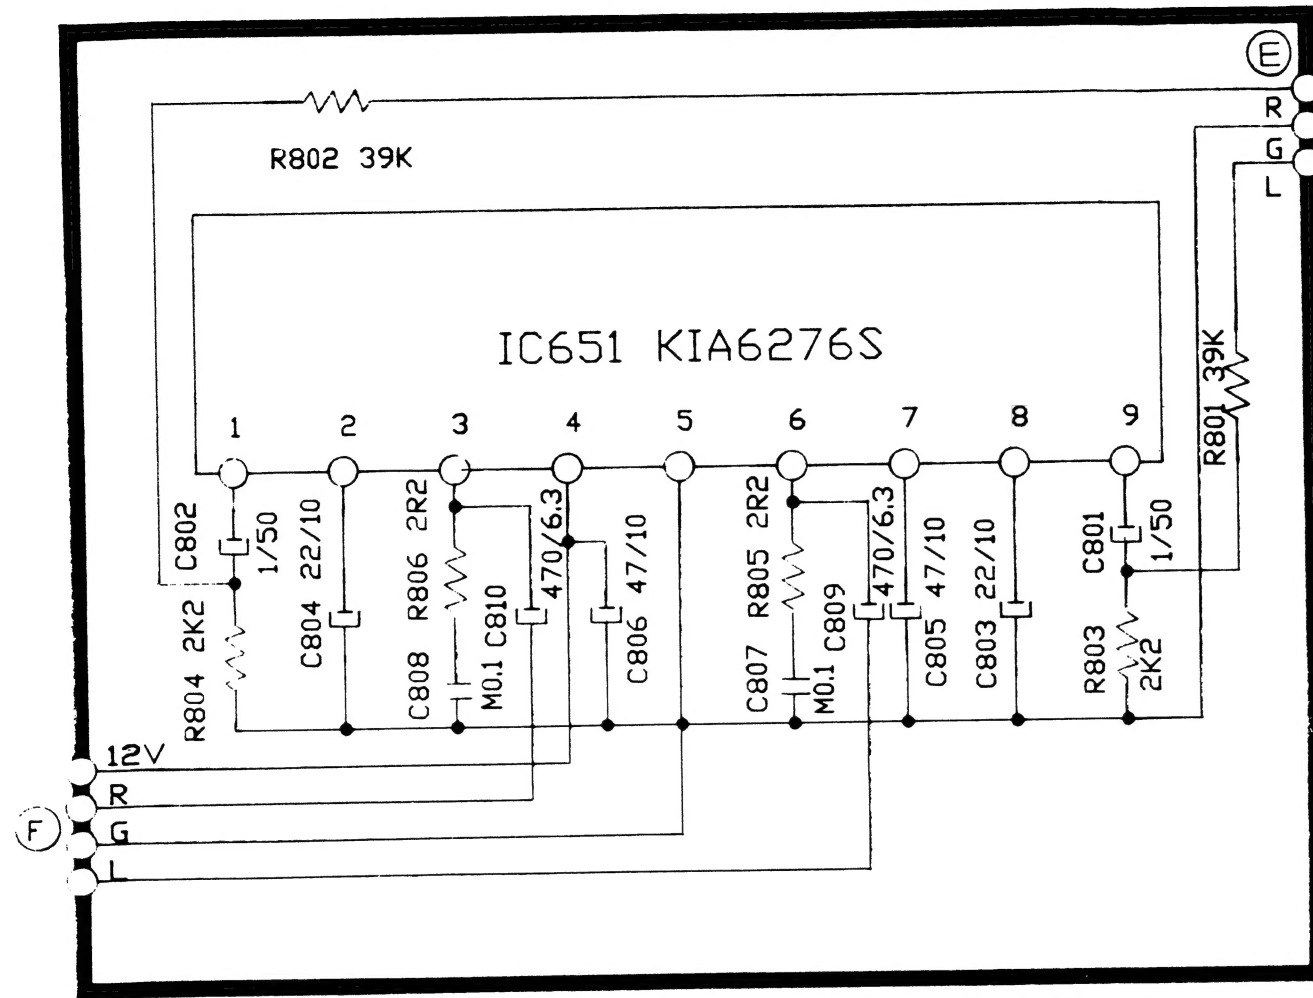 E
R
R802 39K
G
L
IC651 KIA6276S
R801 39K
1 2 3 4 5 6 7 8 9
C802
1/50
C804 22/10
R806 2R2
470/6.3
47/10
R805 2R2
470/6.3
47/10
22/10
C801
1/50
R804 2K2
C808
M0.1
C810
C806
C807
M0.1
C809
C805
C803
R803
2K2
12V
R
F
G
L